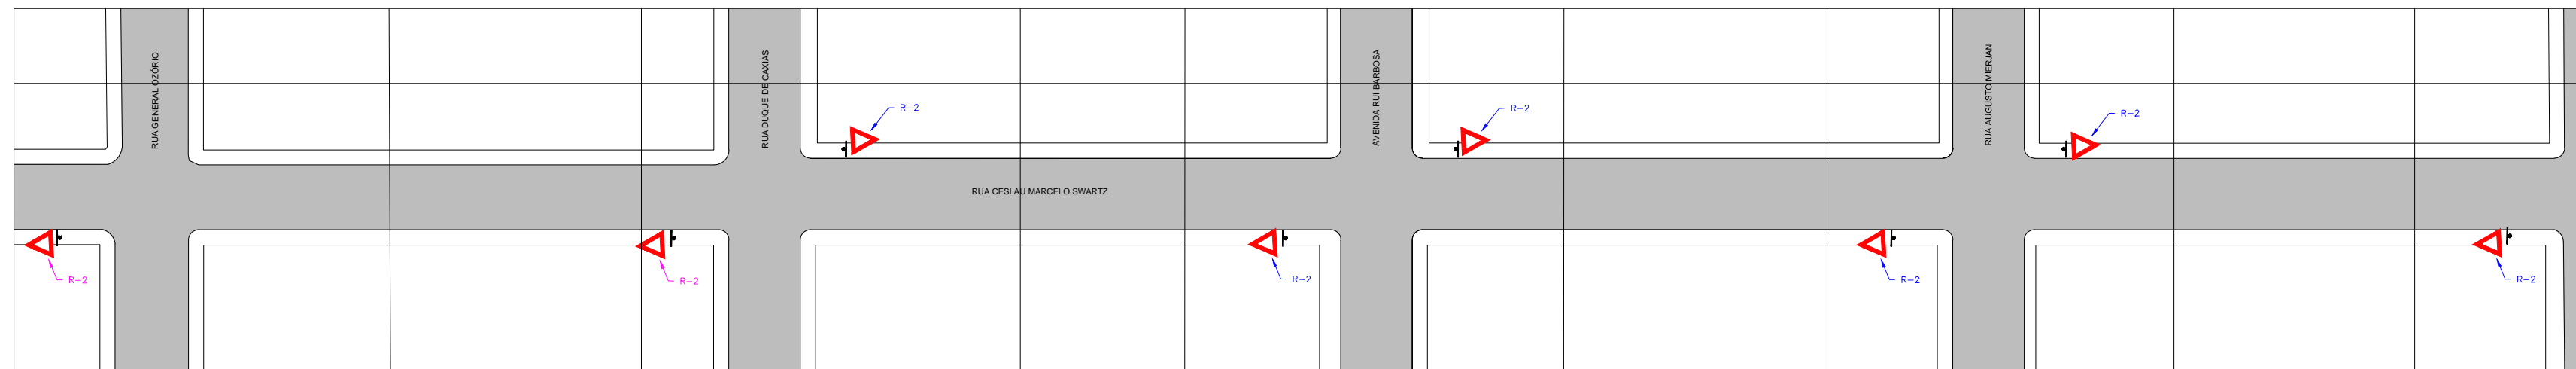 RUA GENERAL OZÓRIO
RUA DUQUE DE CAXIAS
R-2
AVENIDA RUI BARBOSA
R-2
RUA AUGUSTO MIERJAN
R-2
RUA CESLAU MARCELO SWARTZ
R-2
R-2
R-2
R-2
R-2